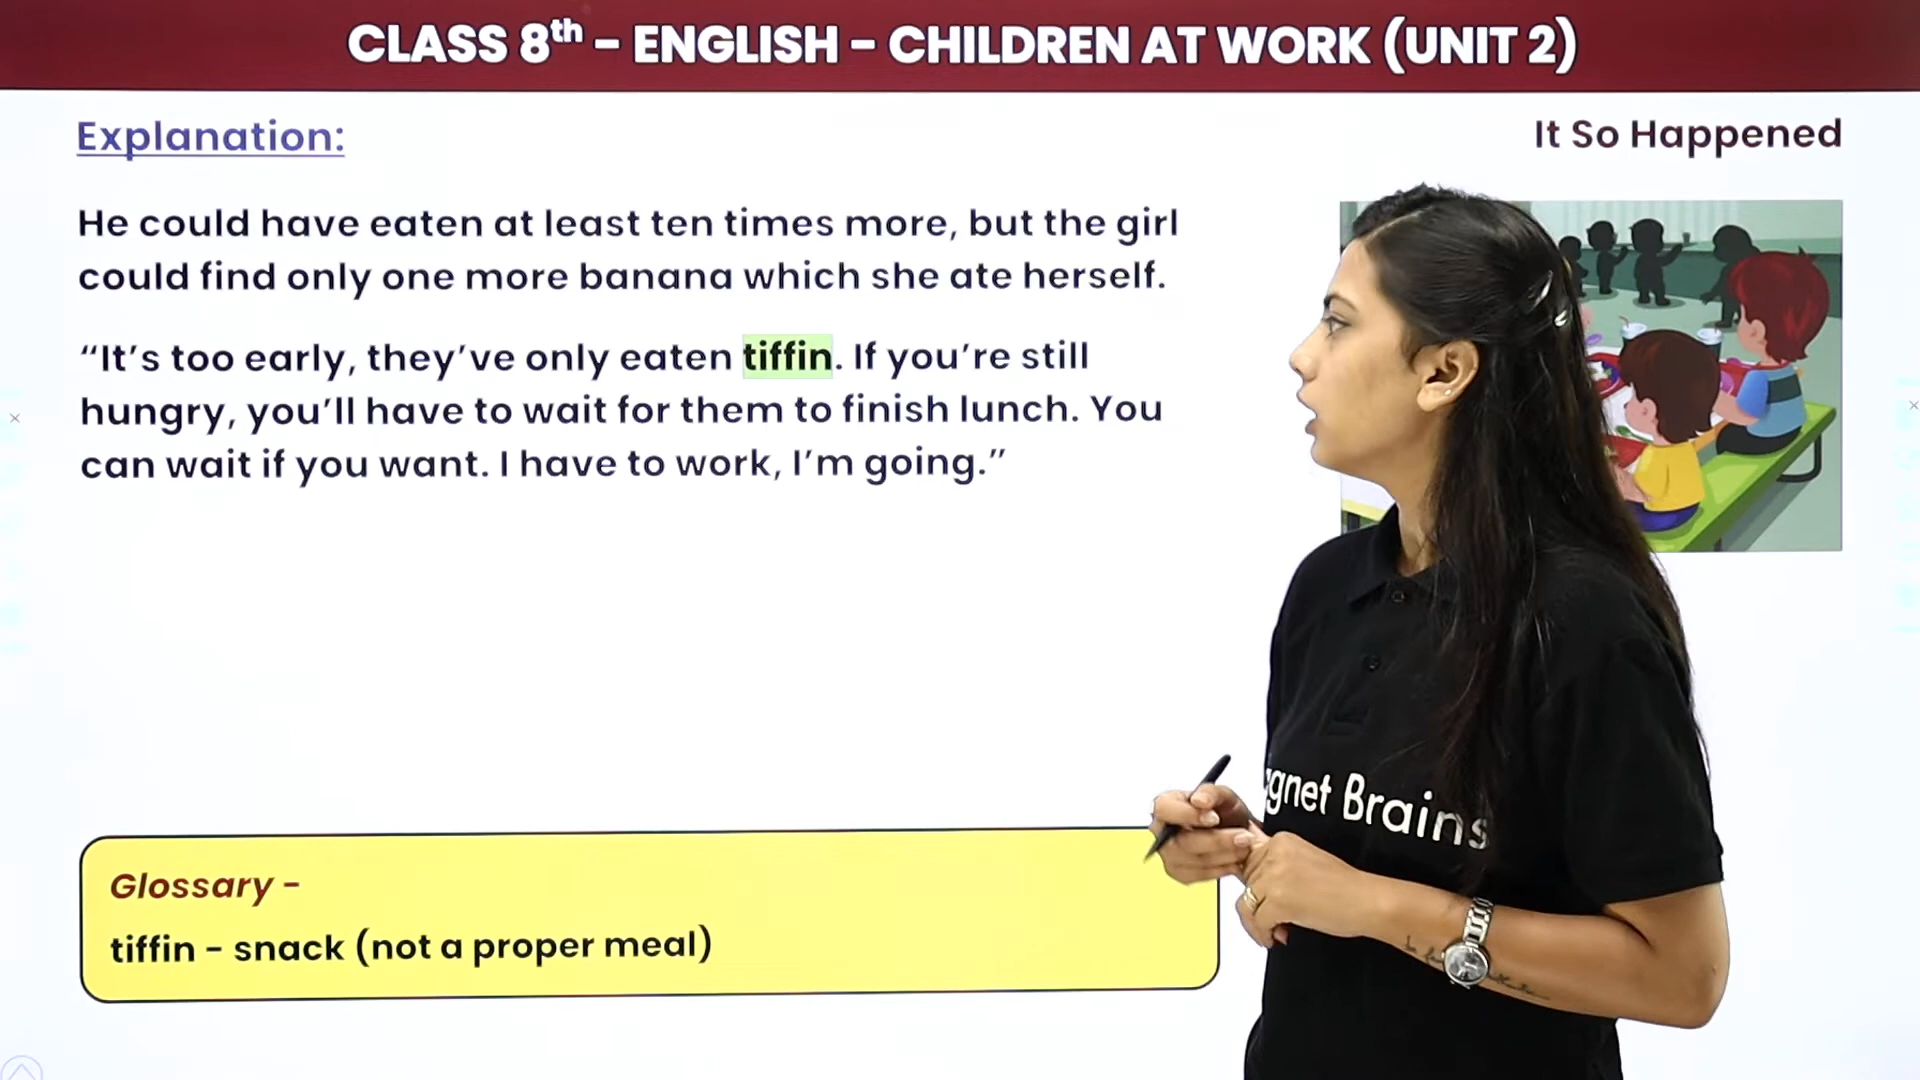 CLASS 8th – ENGLISH – CHILDREN AT WORK (UNIT 2)
Explanation:
It So Happened
He could have eaten at least ten times more, but the girl
could find only one more banana which she ate herself.
“It’s too early, they’ve only eaten tiffin. If you’re still
hungry, you’ll have to wait for them to finish lunch. You
can wait if you want. I have to work, I’m going.”
gnet Brains
Glossary –
tiffin – snack (not a proper meal)